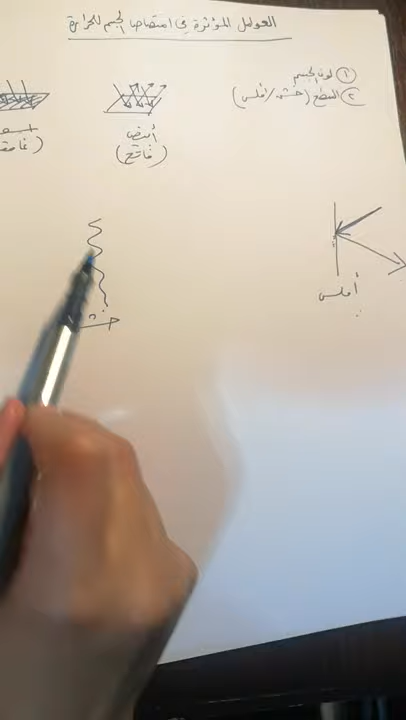 العوامل المؤثرة في امتصاص الجسم للحرارة
① لون الجسم
② السطح (خشن/أملس)
أبيض
(فاتح)
أملس